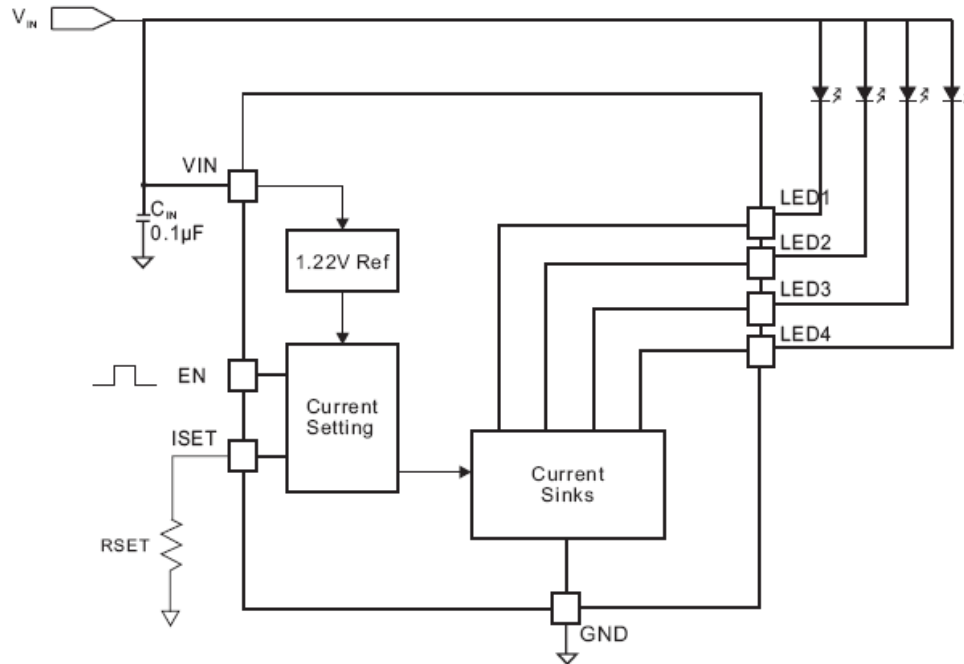 VIN
VIN
CIN
0.1µF
1.22V Ref
LED1
LED2
LED3
LED4
EN
ISET
Current
Setting
Current
Sinks
RSET
GND